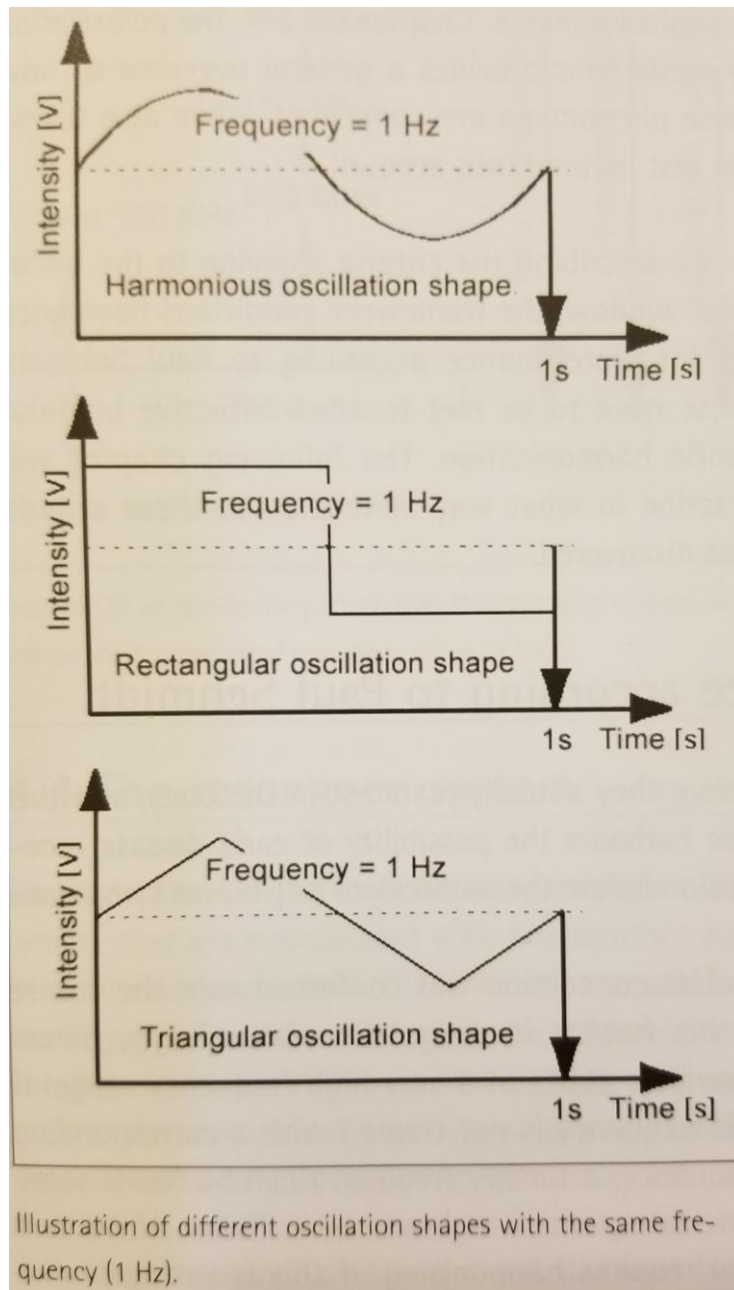 Intensity [V]
Frequency = 1 Hz
Harmonious oscillation shape
1s Time [s]
Intensity [V]
Frequency = 1 Hz
Rectangular oscillation shape
1s Time [s]
Intensity [V]
Frequency = 1 Hz
Triangular oscillation shape
1s Time [s]
Illustration of different oscillation shapes with the same fre-
quency (1 Hz).